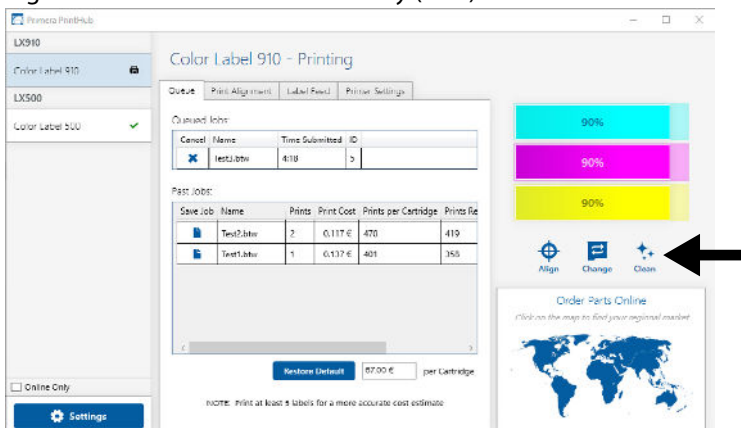 Primera PrintHub
LX910
Color Label 910
LX500
Color Label 500
Online Only
Settings
Color Label 910 - Printing
Queue Print Alignment Label Feed Printer Settings
Queued Jobs:
Cancel Name Time Submitted ID
Test3.btw 4:18 5
Past Jobs:
Save Job Name Prints Print Cost Prints per Cartridge Prints Re
Test2.btw 2 0.117 € 470 419
Test1.btw 1 0.137 € 401 358
Restore Default 67.00 € per Cartridge
NOTE: Print at least 5 labels for a more accurate cost estimate
90%
90%
90%
Align Change Clean
Order Parts Online
Click on the map to find your regional market